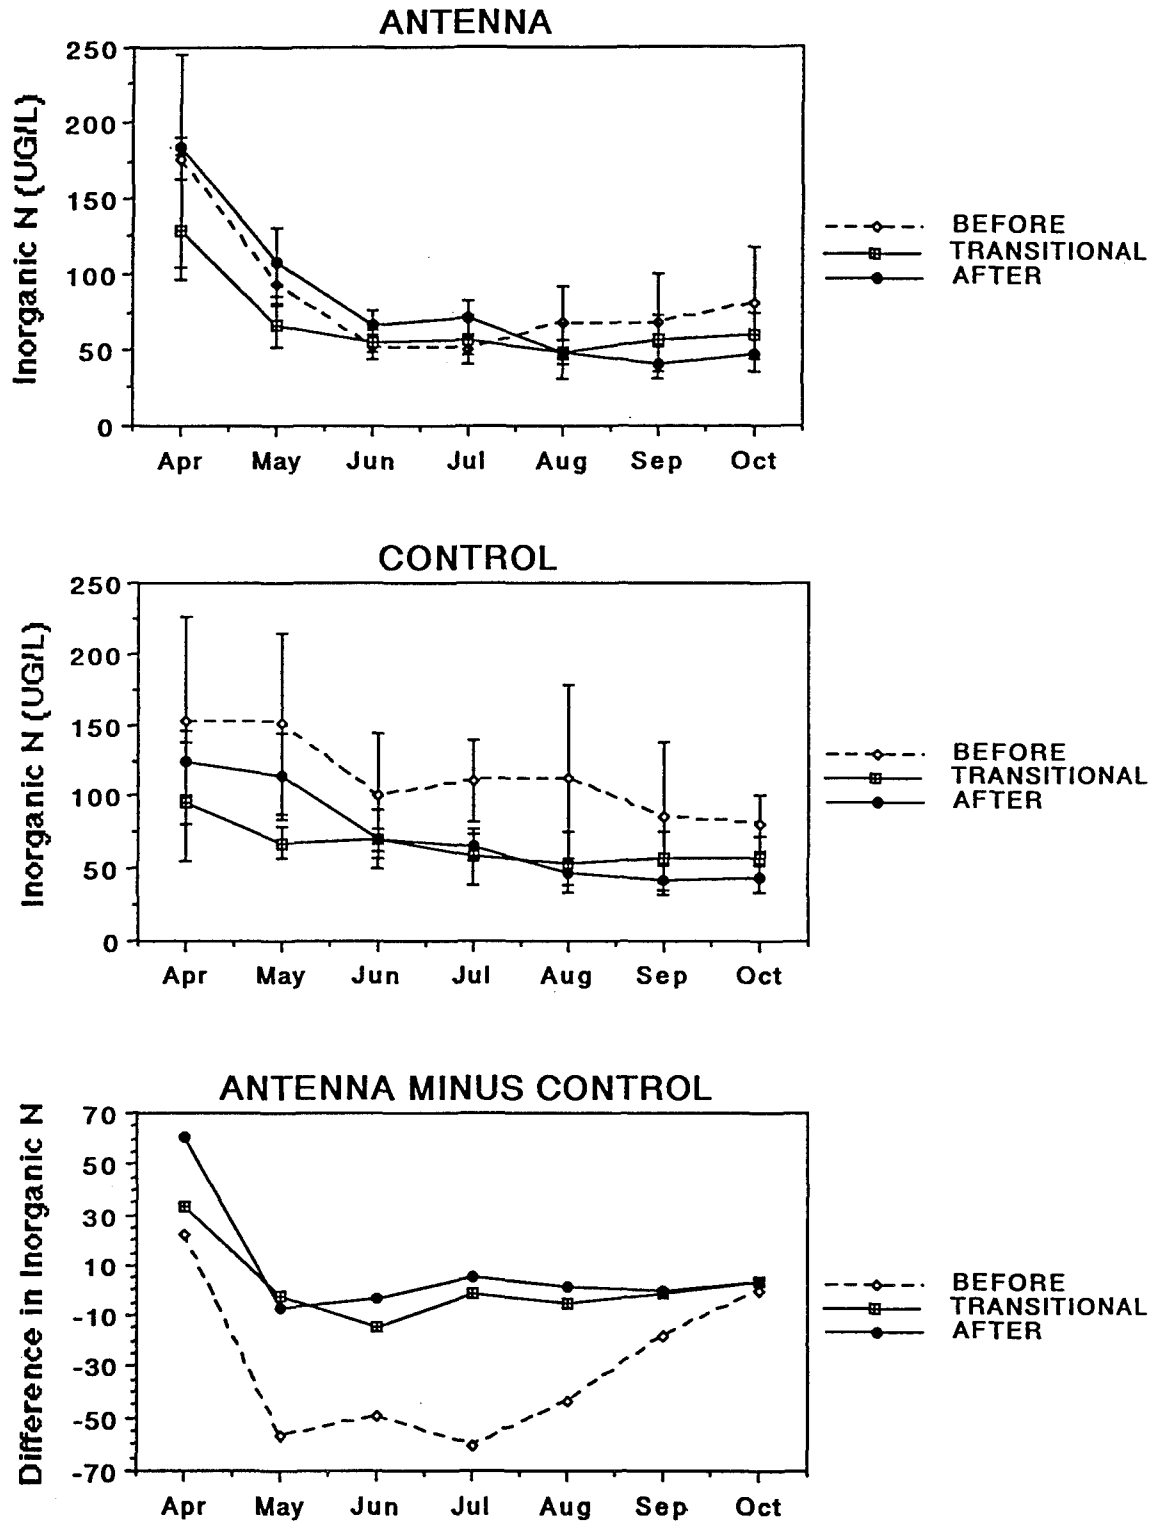 ANTENNA
Inorganic N (UG/L)
250
200
150
100
50
0
Apr May Jun Jul Aug Sep Oct
BEFORE
TRANSITIONAL
AFTER
CONTROL
Inorganic N (UG/L)
250
200
150
100
50
0
Apr May Jun Jul Aug Sep Oct
BEFORE
TRANSITIONAL
AFTER
ANTENNA MINUS CONTROL
Difference in Inorganic N
70
50
30
10
-10
-30
-50
-70
Apr May Jun Jul Aug Sep Oct
BEFORE
TRANSITIONAL
AFTER